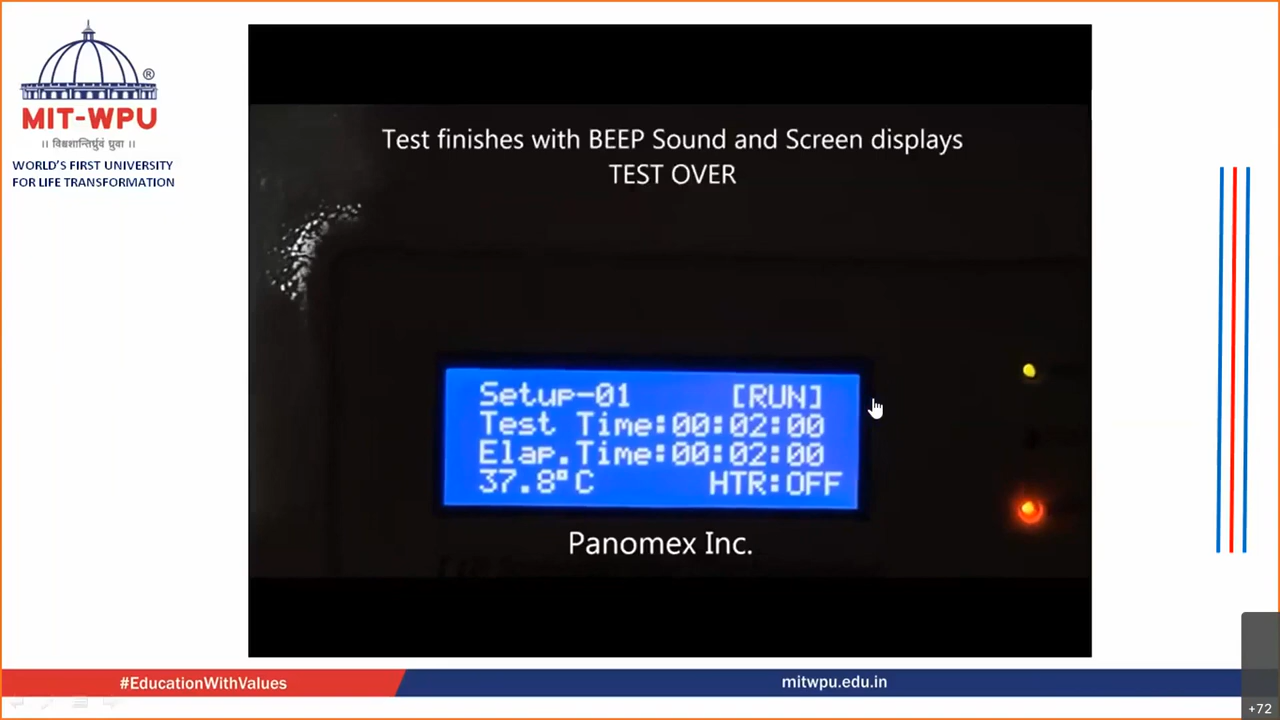 ®
MIT-WPU
|| विश्वशान्तिर्ध्रुवं ध्रुवा ||
WORLD'S FIRST UNIVERSITY
FOR LIFE TRANSFORMATION
Test finishes with BEEP Sound and Screen displays
TEST OVER
Setup-01 [RUN]
Test Time:00:02:00
Elap.Time:00:02:00
37.8°C HTR:OFF
Panomex Inc.
#EducationWithValues
mitwpu.edu.in
+72